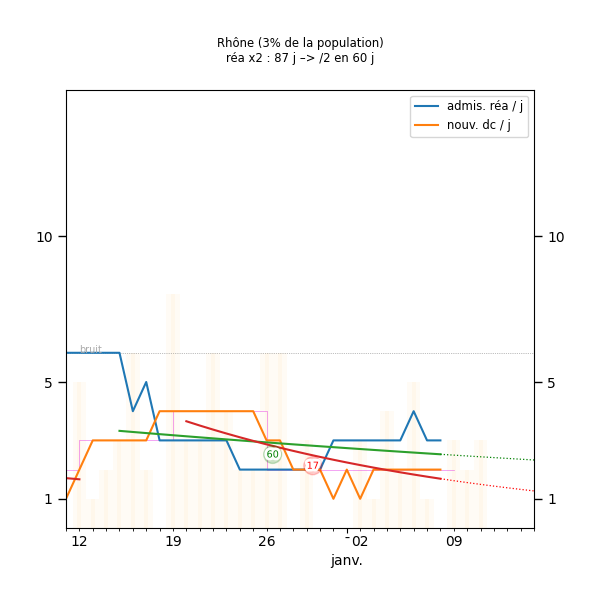 Rhône (3% de la population)
réa x2 : 87 j –> /2 en 60 j
admis. réa / j
nouv. dc / j
10
10
bruit
5
5
60
17
1
1
12
19
26
02
09
janv.